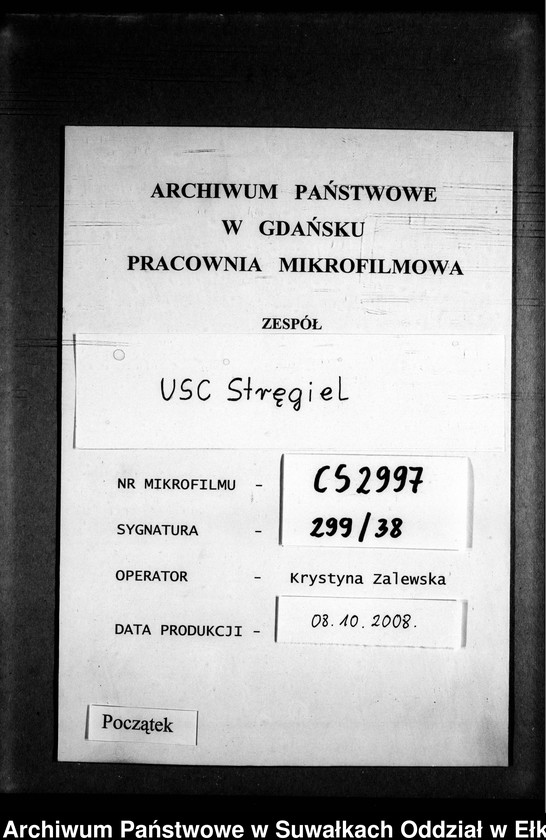 ARCHIWUM PAŃSTWOWE
W GDAŃSKU
PRACOWNIA MIKROFILMOWA
ZESPÓŁ
USC Stręgiel
NR MIKROFILMU - CS2997
SYGNATURA - 299/38
OPERATOR - Krystyna Zalewska
DATA PRODUKCJI - 08.10.2008.
Początek
Archiwum Państwowe w Suwałkach Oddział w Ełk